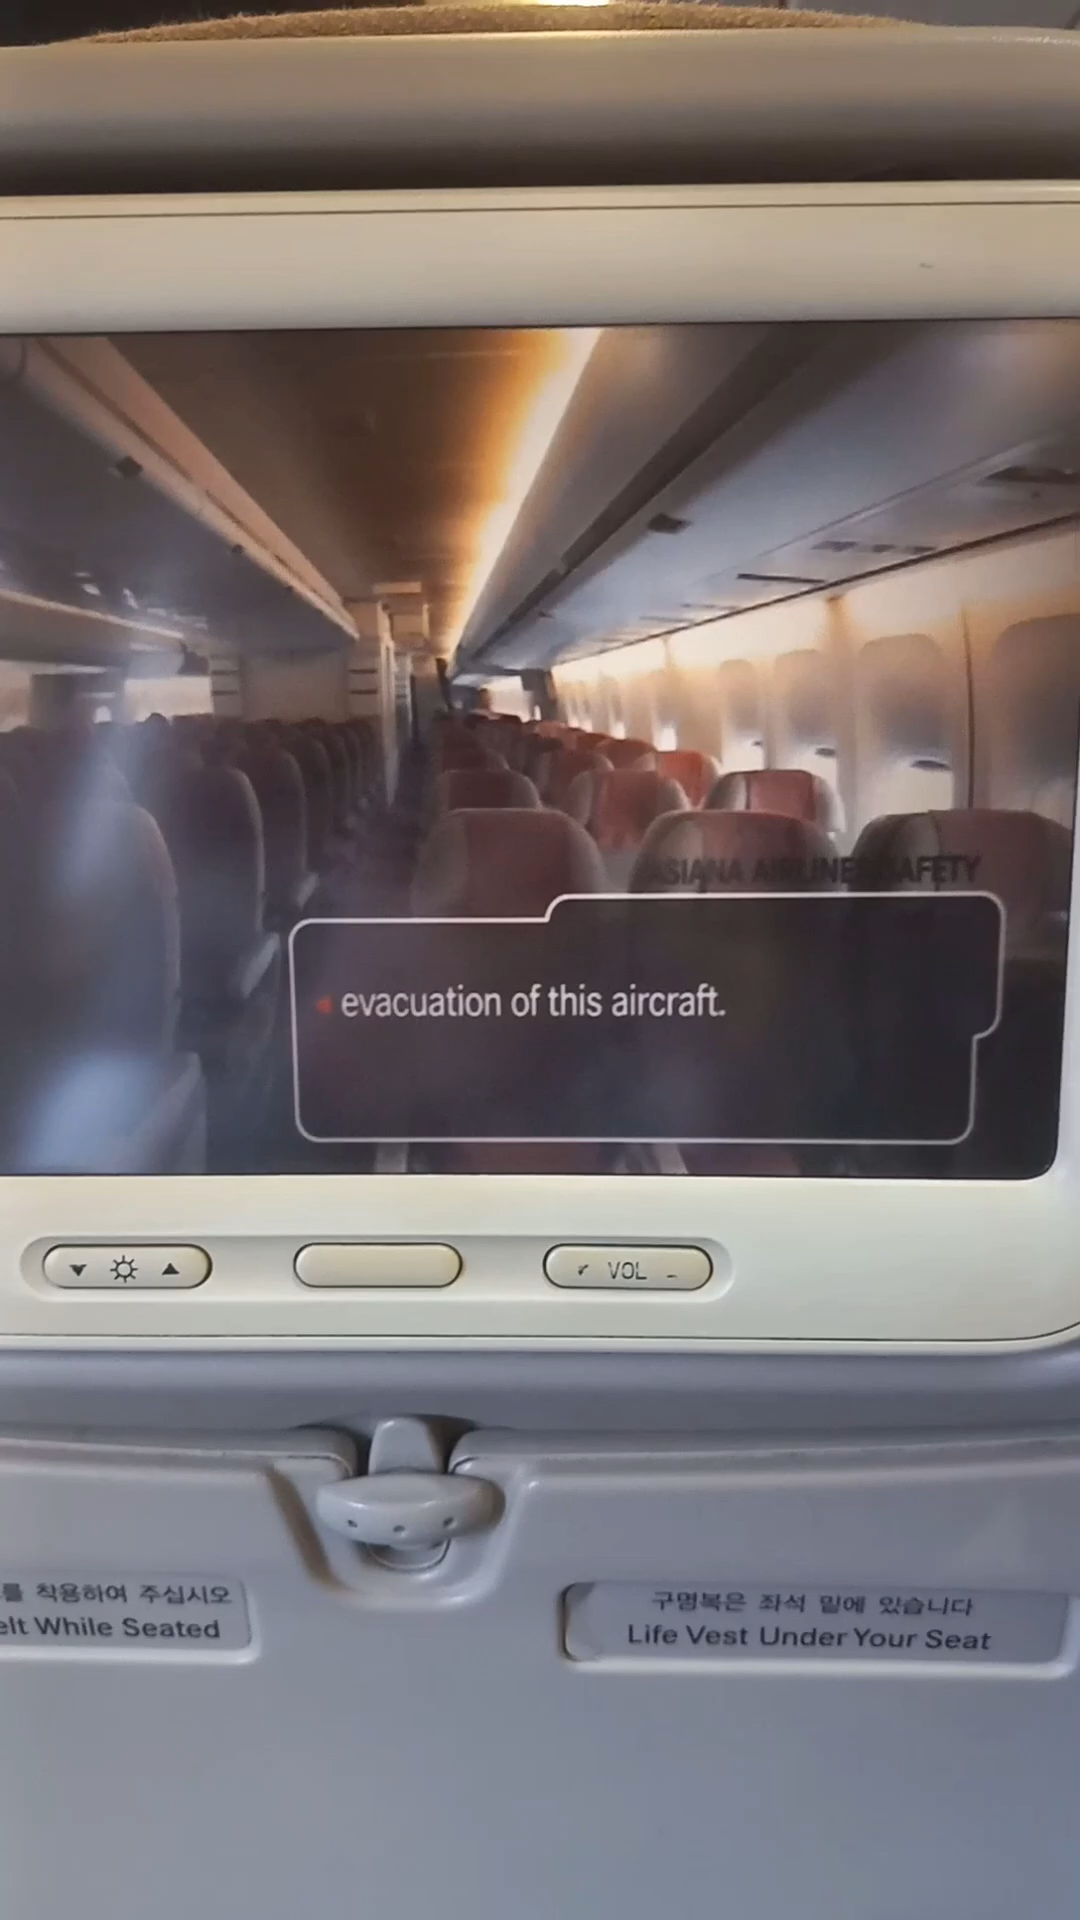 ASIANA AIRLINES SAFETY
evacuation of this aircraft.
VOL
를 착용하여 주십시오
elt While Seated
구명복은 좌석 밑에 있습니다
Life Vest Under Your Seat